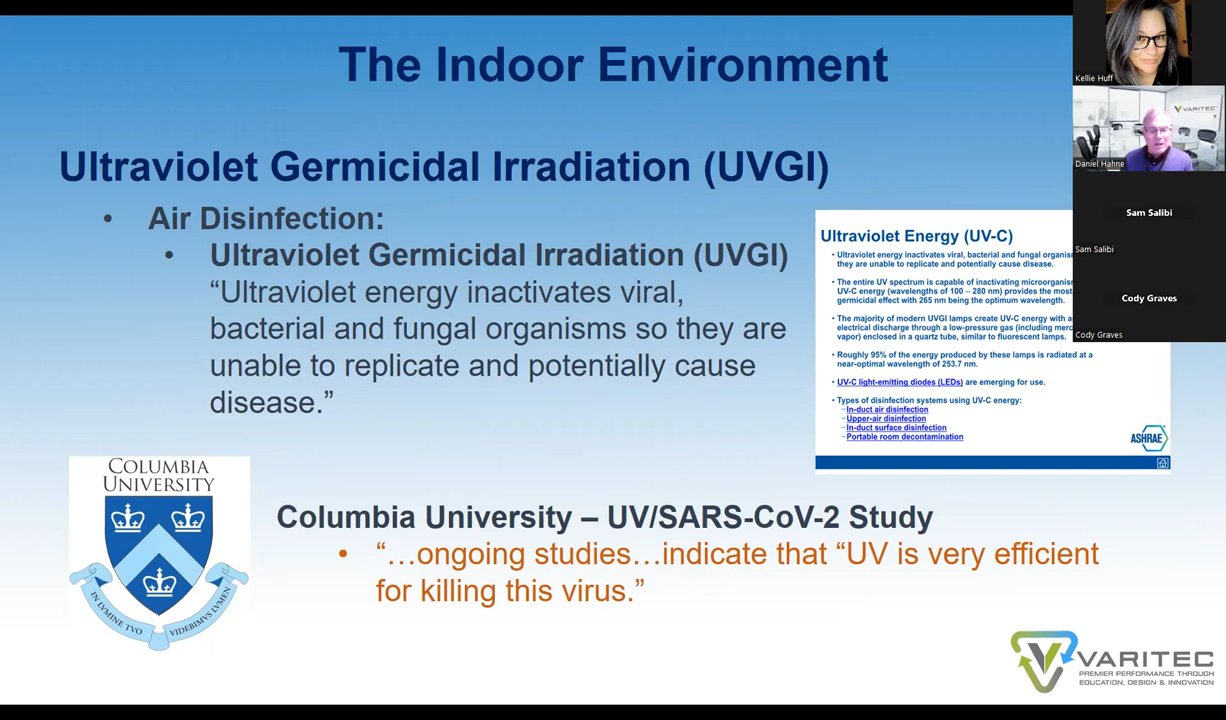 The Indoor Environment
Ultraviolet Germicidal Irradiation (UVGI)
• Air Disinfection:
• Ultraviolet Germicidal Irradiation (UVGI)
“Ultraviolet energy inactivates viral,
bacterial and fungal organisms so they are
unable to replicate and potentially cause
disease.”
Ultraviolet Energy (UV-C)
• Ultraviolet energy inactivates viral, bacterial and fungal
they are unable to replicate and potentially cause disease.
• The entire UV spectrum is capable of inactivating
UV-C energy (wavelengths of 100 – 280 nm) provides the most
germicidal effect with 265 nm being the optimum wavelength.
• The majority of modern UVGI lamps create UV-C energy with
electrical discharge through a low-pressure gas (including
vapor) enclosed in a quartz tube, similar to fluorescent lamps.
• Roughly 95% of the energy produced by these lamps is radiated at a
near-optimal wavelength of 253.7 nm.
• UV-C light-emitting diodes (LEDs) are emerging for use.
• Types of disinfection systems using UV-C energy:
– In-duct air disinfection
– Upper-air disinfection
– In-duct surface disinfection
– Portable room decontamination
ASHRAE
COLUMBIA
UNIVERSITY
IN LVMINE TVO
VIDEBIMVS LVMEN
Columbia University – UV/SARS-CoV-2 Study
• “…ongoing studies…indicate that “UV is very efficient
for killing this virus.”
VARITEC
PREMIER PERFORMANCE THROUGH
EDUCATION, DESIGN & INNOVATION
Kellie Huff
VARITEC
Daniel Hahne
Sam Salibi
Sam Salibi
Cody Graves
Cody Graves